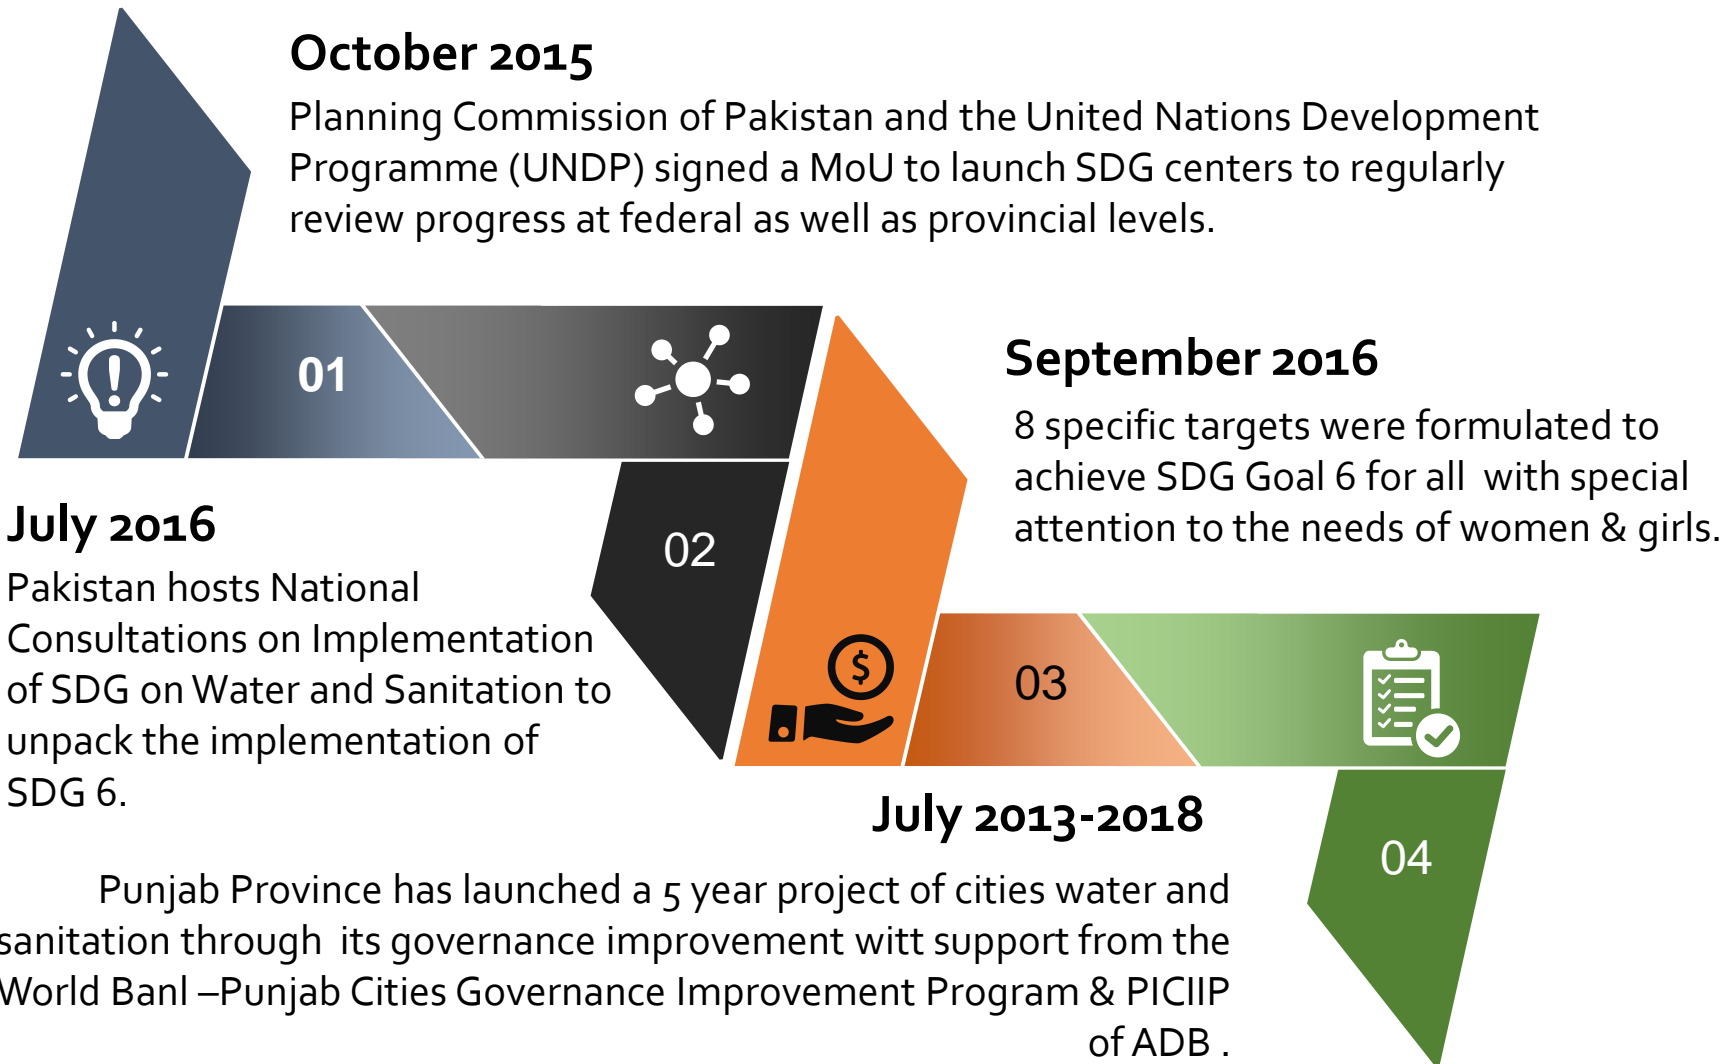 October 2015
Planning Commission of Pakistan and the United Nations Development
Programme (UNDP) signed a MoU to launch SDG centers to regularly
review progress at federal as well as provincial levels.
01
July 2016
Pakistan hosts National
Consultations on Implementation
of SDG on Water and Sanitation to
unpack the implementation of
SDG 6.
02
September 2016
8 specific targets were formulated to
achieve SDG Goal 6 for all with special
attention to the needs of women & girls.
$
03
July 2013-2018
Punjab Province has launched a 5 year project of cities water and
sanitation through its governance improvement witt support from the
World Banl –Punjab Cities Governance Improvement Program & PICIIP
of ADB .
04